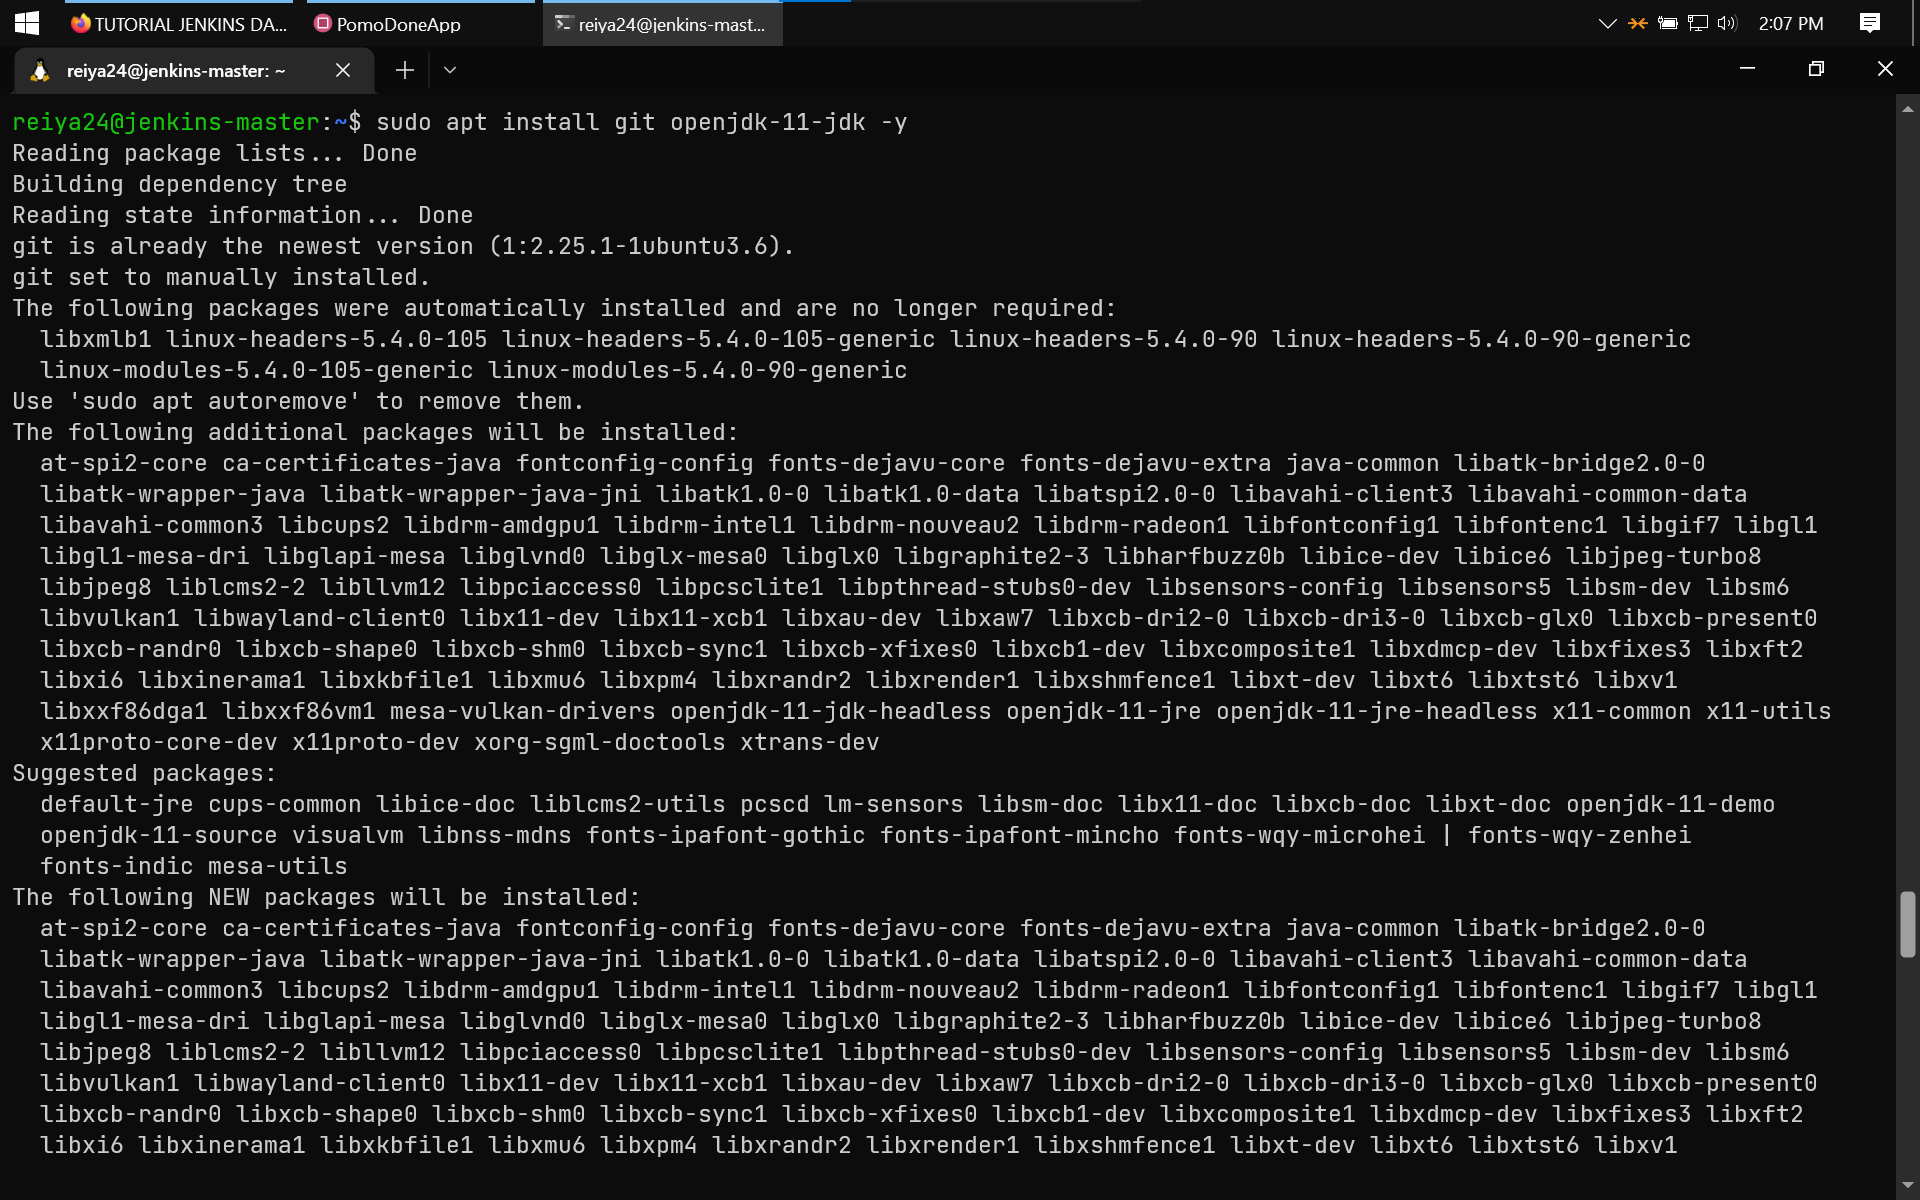 TUTORIAL JENKINS DA...
PomoDoneApp
reiya24@jenkins-mast...
2:07 PM
reiya24@jenkins-master: ~
reiya24@jenkins-master:~$ sudo apt install git openjdk-11-jdk -y
Reading package lists... Done
Building dependency tree
Reading state information... Done
git is already the newest version (1:2.25.1-1ubuntu3.6).
git set to manually installed.
The following packages were automatically installed and are no longer required:
  libxmlb1 linux-headers-5.4.0-105 linux-headers-5.4.0-105-generic linux-headers-5.4.0-90 linux-headers-5.4.0-90-generic
  linux-modules-5.4.0-105-generic linux-modules-5.4.0-90-generic
Use 'sudo apt autoremove' to remove them.
The following additional packages will be installed:
  at-spi2-core ca-certificates-java fontconfig-config fonts-dejavu-core fonts-dejavu-extra java-common libatk-bridge2.0-0
  libatk-wrapper-java libatk-wrapper-java-jni libatk1.0-0 libatk1.0-data libatspi2.0-0 libavahi-client3 libavahi-common-data
  libavahi-common3 libcups2 libdrm-amdgpu1 libdrm-intel1 libdrm-nouveau2 libdrm-radeon1 libfontconfig1 libfontenc1 libgif7 libgl1
  libgl1-mesa-dri libglapi-mesa libglvnd0 libglx-mesa0 libglx0 libgraphite2-3 libharfbuzz0b libice-dev libice6 libjpeg-turbo8
  libjpeg8 liblcms2-2 libllvm12 libpciaccess0 libpcsclite1 libpthread-stubs0-dev libsensors-config libsensors5 libsm-dev libsm6
  libvulkan1 libwayland-client0 libx11-dev libx11-xcb1 libxau-dev libxaw7 libxcb-dri2-0 libxcb-dri3-0 libxcb-glx0 libxcb-present0
  libxcb-randr0 libxcb-shape0 libxcb-shm0 libxcb-sync1 libxcb-xfixes0 libxcb1-dev libxcomposite1 libxdmcp-dev libxfixes3 libxft2
  libxi6 libxinerama1 libxkbfile1 libxmu6 libxpm4 libxrandr2 libxrender1 libxshmfence1 libxt-dev libxt6 libxtst6 libxv1
  libxxf86dga1 libxxf86vm1 mesa-vulkan-drivers openjdk-11-jdk-headless openjdk-11-jre openjdk-11-jre-headless x11-common x11-utils
  x11proto-core-dev x11proto-dev xorg-sgml-doctools xtrans-dev
Suggested packages:
  default-jre cups-common libice-doc liblcms2-utils pcscd lm-sensors libsm-doc libx11-doc libxcb-doc libxt-doc openjdk-11-demo
  openjdk-11-source visualvm libnss-mdns fonts-ipafont-gothic fonts-ipafont-mincho fonts-wqy-microhei | fonts-wqy-zenhei
  fonts-indic mesa-utils
The following NEW packages will be installed:
  at-spi2-core ca-certificates-java fontconfig-config fonts-dejavu-core fonts-dejavu-extra java-common libatk-bridge2.0-0
  libatk-wrapper-java libatk-wrapper-java-jni libatk1.0-0 libatk1.0-data libatspi2.0-0 libavahi-client3 libavahi-common-data
  libavahi-common3 libcups2 libdrm-amdgpu1 libdrm-intel1 libdrm-nouveau2 libdrm-radeon1 libfontconfig1 libfontenc1 libgif7 libgl1
  libgl1-mesa-dri libglapi-mesa libglvnd0 libglx-mesa0 libglx0 libgraphite2-3 libharfbuzz0b libice-dev libice6 libjpeg-turbo8
  libjpeg8 liblcms2-2 libllvm12 libpciaccess0 libpcsclite1 libpthread-stubs0-dev libsensors-config libsensors5 libsm-dev libsm6
  libvulkan1 libwayland-client0 libx11-dev libx11-xcb1 libxau-dev libxaw7 libxcb-dri2-0 libxcb-dri3-0 libxcb-glx0 libxcb-present0
  libxcb-randr0 libxcb-shape0 libxcb-shm0 libxcb-sync1 libxcb-xfixes0 libxcb1-dev libxcomposite1 libxdmcp-dev libxfixes3 libxft2
  libxi6 libxinerama1 libxkbfile1 libxmu6 libxpm4 libxrandr2 libxrender1 libxshmfence1 libxt-dev libxt6 libxtst6 libxv1